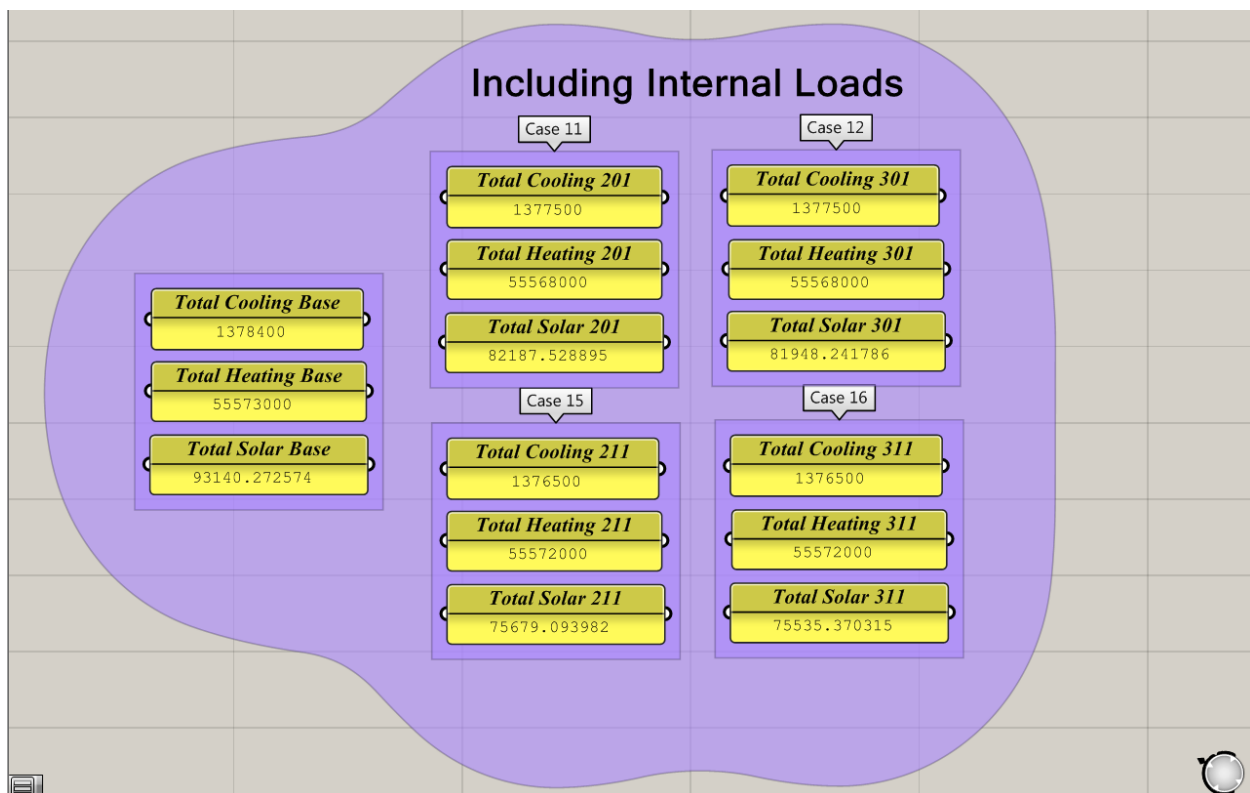 Including Internal Loads
Total Cooling Base
1378400
Total Heating Base
55573000
Total Solar Base
93140.272574
Case 11
Total Cooling 201
1377500
Total Heating 201
55568000
Total Solar 201
82187.528895
Case 12
Total Cooling 301
1377500
Total Heating 301
55568000
Total Solar 301
81948.241786
Case 15
Total Cooling 211
1376500
Total Heating 211
55572000
Total Solar 211
75679.093982
Case 16
Total Cooling 311
1376500
Total Heating 311
55572000
Total Solar 311
75535.370315